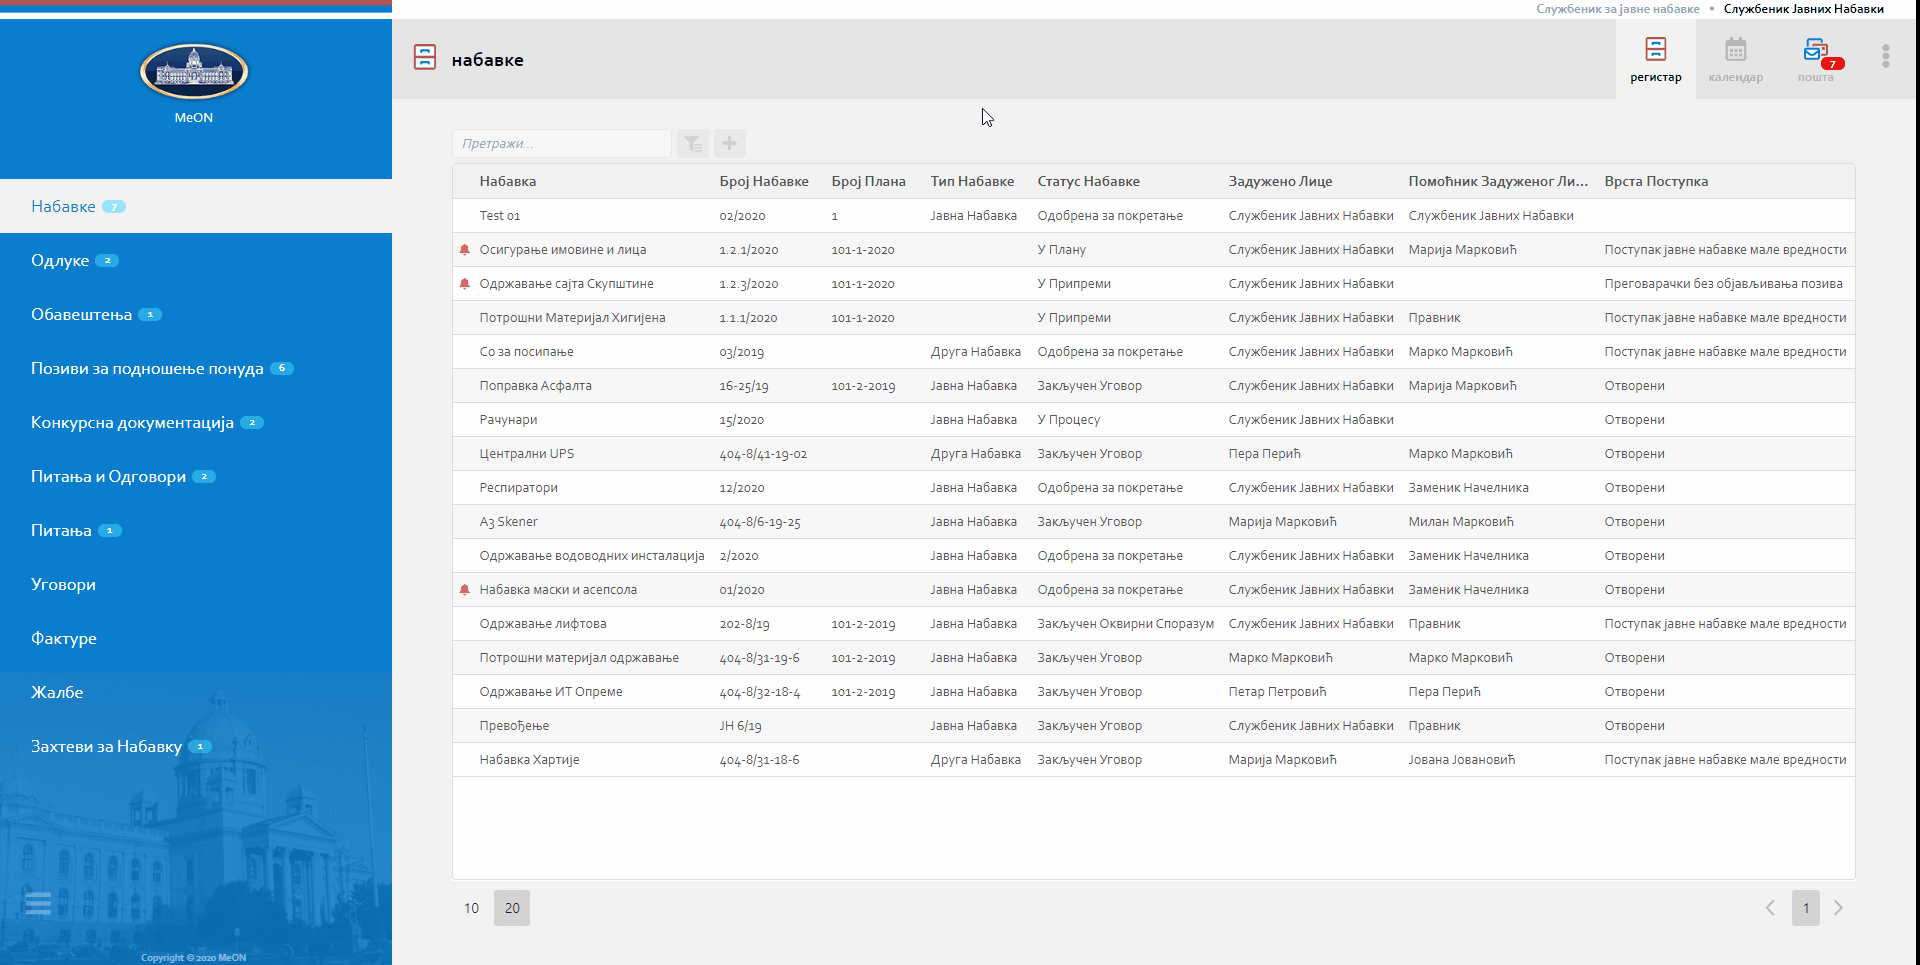 Службеник за јавне набавке • Службеник Јавних Набавки
MeON
набавке
регистар
календар
пошта
7
Набавке 7
Одлуке 2
Обавештења 1
Позиви за подношење понуда 6
Конкурсна документација 2
Питања и Одговори 2
Питања 1
Уговори
Фактуре
Жалбе
Захтеви за Набавку 1
Copyright © 2020 MeON
Претражи...
Набавка Број Набавке Број Плана Тип Набавке Статус Набавке Задужено Лице Помоћник Задуженог Ли... Врста Поступка
Test 01 02/2020 1 Јавна Набавка Одобрена за покретање Службеник Јавних Набавки Службеник Јавних Набавки
Осигурање имовине и лица 1.2.1/2020 101-1-2020 У Плану Службеник Јавних Набавки Марија Марковић Поступак јавне набавке мале вредности
Одржавање сајта Скупштине 1.2.3/2020 101-1-2020 У Припреми Службеник Јавних Набавки Преговарачки без објављивања позива
Потрошни Материјал Хигијена 1.1.1/2020 101-1-2020 У Припреми Службеник Јавних Набавки Правник Поступак јавне набавке мале вредности
Со за посипање 03/2019 Друга Набавка Одобрена за покретање Службеник Јавних Набавки Марко Марковић Поступак јавне набавке мале вредности
Поправка Асфалта 16-25/19 101-2-2019 Јавна Набавка Закључен Уговор Службеник Јавних Набавки Марија Марковић Отворени
Рачунари 15/2020 Јавна Набавка У Процесу Службеник Јавних Набавки Отворени
Централни UPS 404-8/41-19-02 Друга Набавка Закључен Уговор Пера Перић Марко Марковић Отворени
Респиратори 12/2020 Јавна Набавка Одобрена за покретање Службеник Јавних Набавки Заменик Начелника Отворени
А3 Skener 404-8/6-19-25 Јавна Набавка Закључен Уговор Марија Марковић Милан Марковић Отворени
Одржавање водоводних инсталација 2/2020 Јавна Набавка Одобрена за покретање Службеник Јавних Набавки Заменик Начелника Отворени
Набавка маски и асепсола 01/2020 Јавна Набавка Одобрена за покретање Службеник Јавних Набавки Заменик Начелника Отворени
Одржавање лифтова 202-8/19 101-2-2019 Јавна Набавка Закључен Оквирни Споразум Службеник Јавних Набавки Правник Поступак јавне набавке мале вредности
Потрошни материјал одржавање 404-8/31-19-6 101-2-2019 Јавна Набавка Закључен Уговор Марко Марковић Марко Марковић Отворени
Одржавање ИТ Опреме 404-8/32-18-4 101-2-2019 Јавна Набавка Закључен Уговор Петар Петровић Пера Перић Отворени
Превођење ЈН 6/19 Јавна Набавка Закључен Уговор Службеник Јавних Набавки Правник Отворени
Набавка Хартије 404-8/31-18-6 Друга Набавка Закључен Уговор Марија Марковић Јована Јовановић Поступак јавне набавке мале вредности
10 20 1